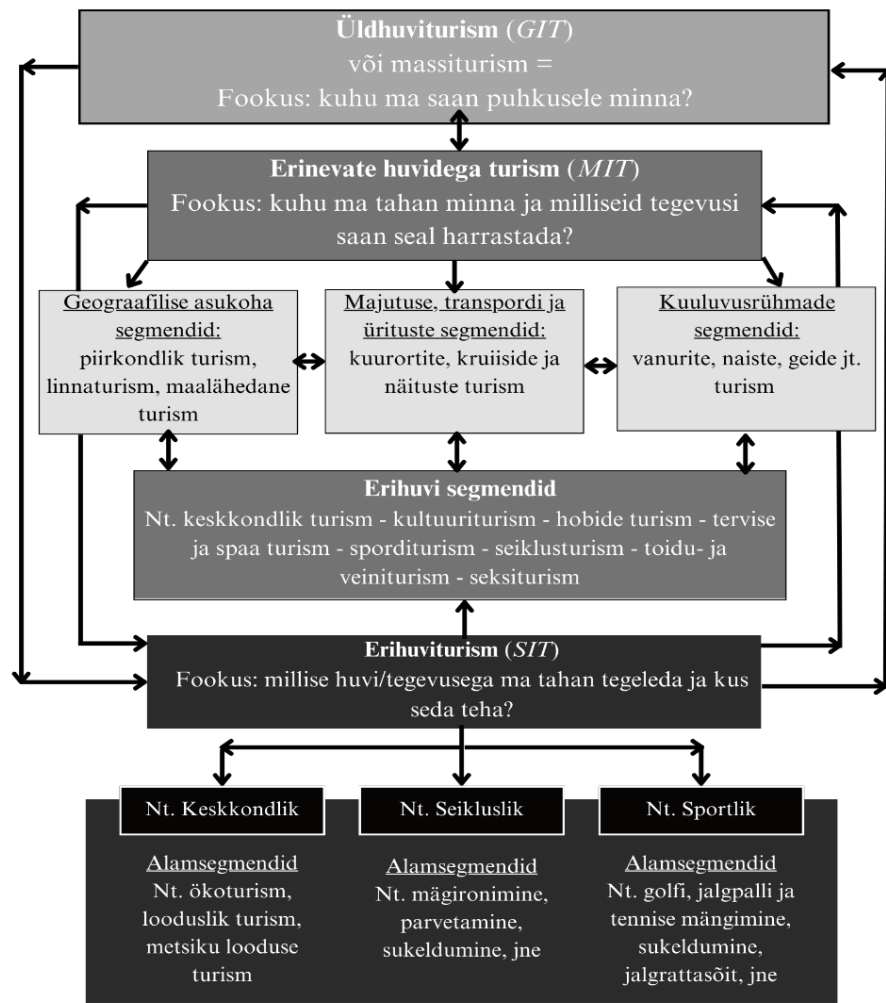 Üldhuviturism (GIT)
või massiturism =
Fookus: kuhu ma saan puhkusele minna?
Erinevate huvidega turism (MIT)
Fookus: kuhu ma tahan minna ja milliseid tegevusi
saan seal harrastada?
Geograafilise asukoha
segmendid:
piirkondlik turism,
linnaturism, maalähedane
turism
Majutuse, transpordi ja
ürituste segmendid:
kuurortite, kruiiside ja
näituste turism
Kuuluvusrühmade
segmendid:
vanurite, naiste, geide jt.
turism
Erihuvi segmendid
Nt. keskkondlik turism - kultuuriturism - hobide turism - tervise
ja spaa turism - sporditurism - seiklusturism - toidu- ja
veiniturism - seksiturism
Erihuviturism (SIT)
Fookus: millise huvi/tegevusega ma tahan tegeleda ja kus
seda teha?
Nt. Keskkondlik
Alamsegmendid
Nt. ökoturism,
looduslik turism,
metsiku looduse
turism
Nt. Seikluslik
Alamsegmendid
Nt. mägironimine,
parvetamine,
sukeldumine, jne
Nt. Sportlik
Alamsegmendid
Nt. golfi, jalgpalli ja
tennise mängimine,
sukeldumine,
jalgrattasõit, jne